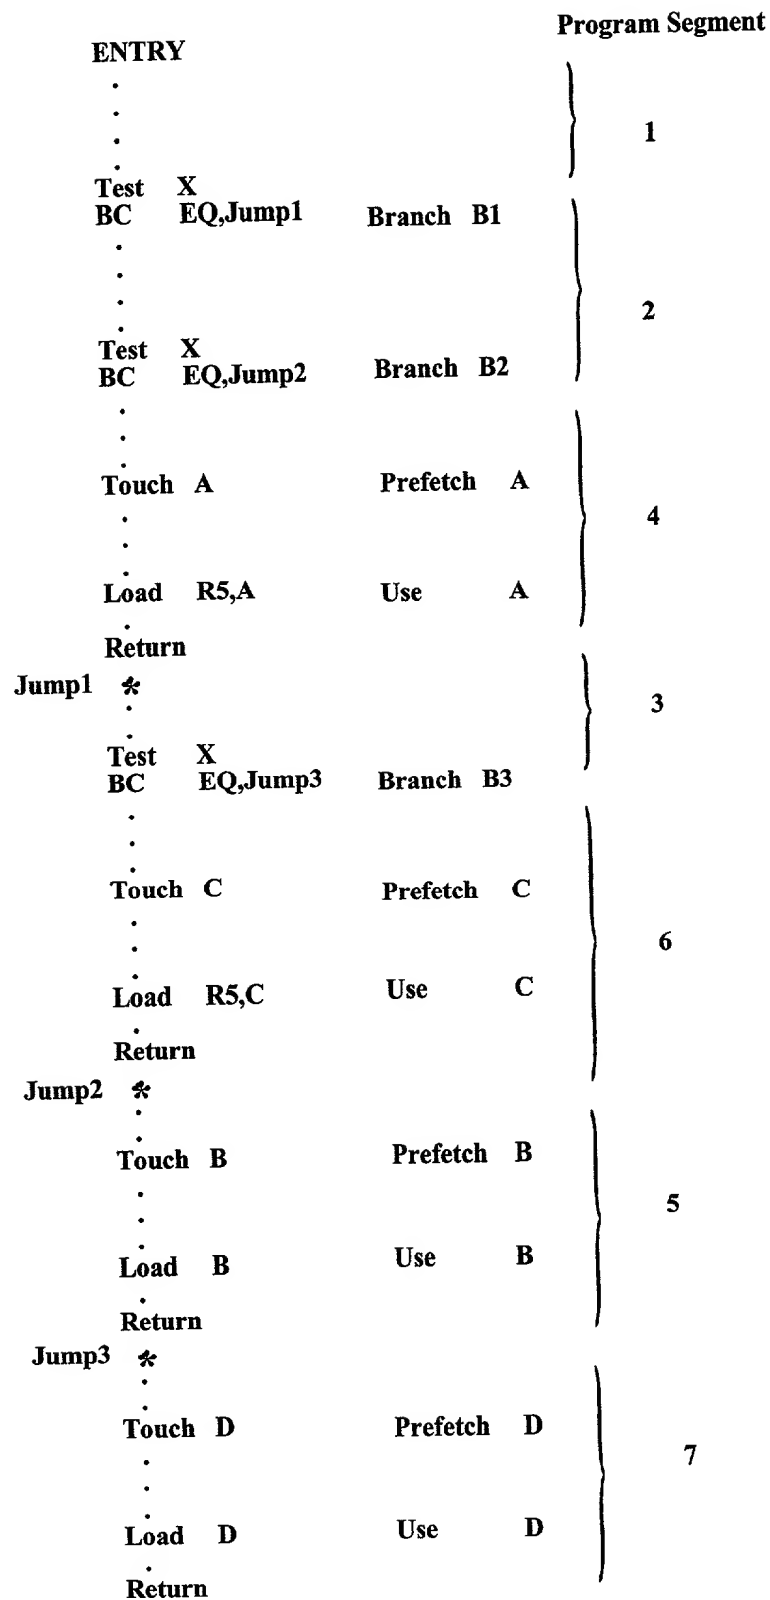 Program Segment
ENTRY
1
Test X
BC EQ,Jump1 Branch B1
2
Test X
BC EQ,Jump2 Branch B2
Touch A Prefetch A
4
Load R5,A Use A
Return
Jump1 *
3
Test X
BC EQ,Jump3 Branch B3
Touch C Prefetch C
6
Load R5,C Use C
Return
Jump2 *
Touch B Prefetch B
5
Load B Use B
Return
Jump3 *
Touch D Prefetch D
7
Load D Use D
Return